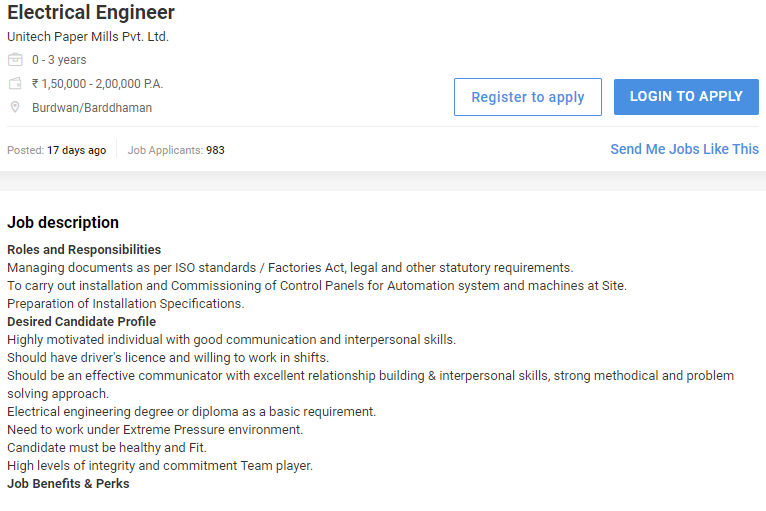 Electrical Engineer
Unitech Paper Mills Pvt. Ltd.
0 - 3 years
₹ 1,50,000 - 2,00,000 P.A.
Burdwan/Barddhaman
Register to apply
LOGIN TO APPLY
Posted: 17 days ago Job Applicants: 983
Send Me Jobs Like This
Job description
Roles and Responsibilities
Managing documents as per ISO standards / Factories Act, legal and other statutory requirements.
To carry out installation and Commissioning of Control Panels for Automation system and machines at Site.
Preparation of Installation Specifications.
Desired Candidate Profile
Highly motivated individual with good communication and interpersonal skills.
Should have driver's licence and willing to work in shifts.
Should be an effective communicator with excellent relationship building & interpersonal skills, strong methodical and problem
solving approach.
Electrical engineering degree or diploma as a basic requirement.
Need to work under Extreme Pressure environment.
Candidate must be healthy and Fit.
High levels of integrity and commitment Team player.
Job Benefits & Perks